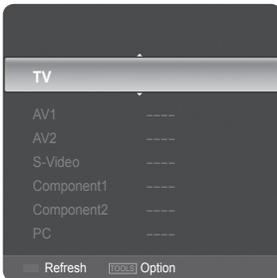 TV
AV1 ----
AV2 ----
S-Video ----
Component1 ----
Component2 ----
PC ----
Refresh TOOLS Option